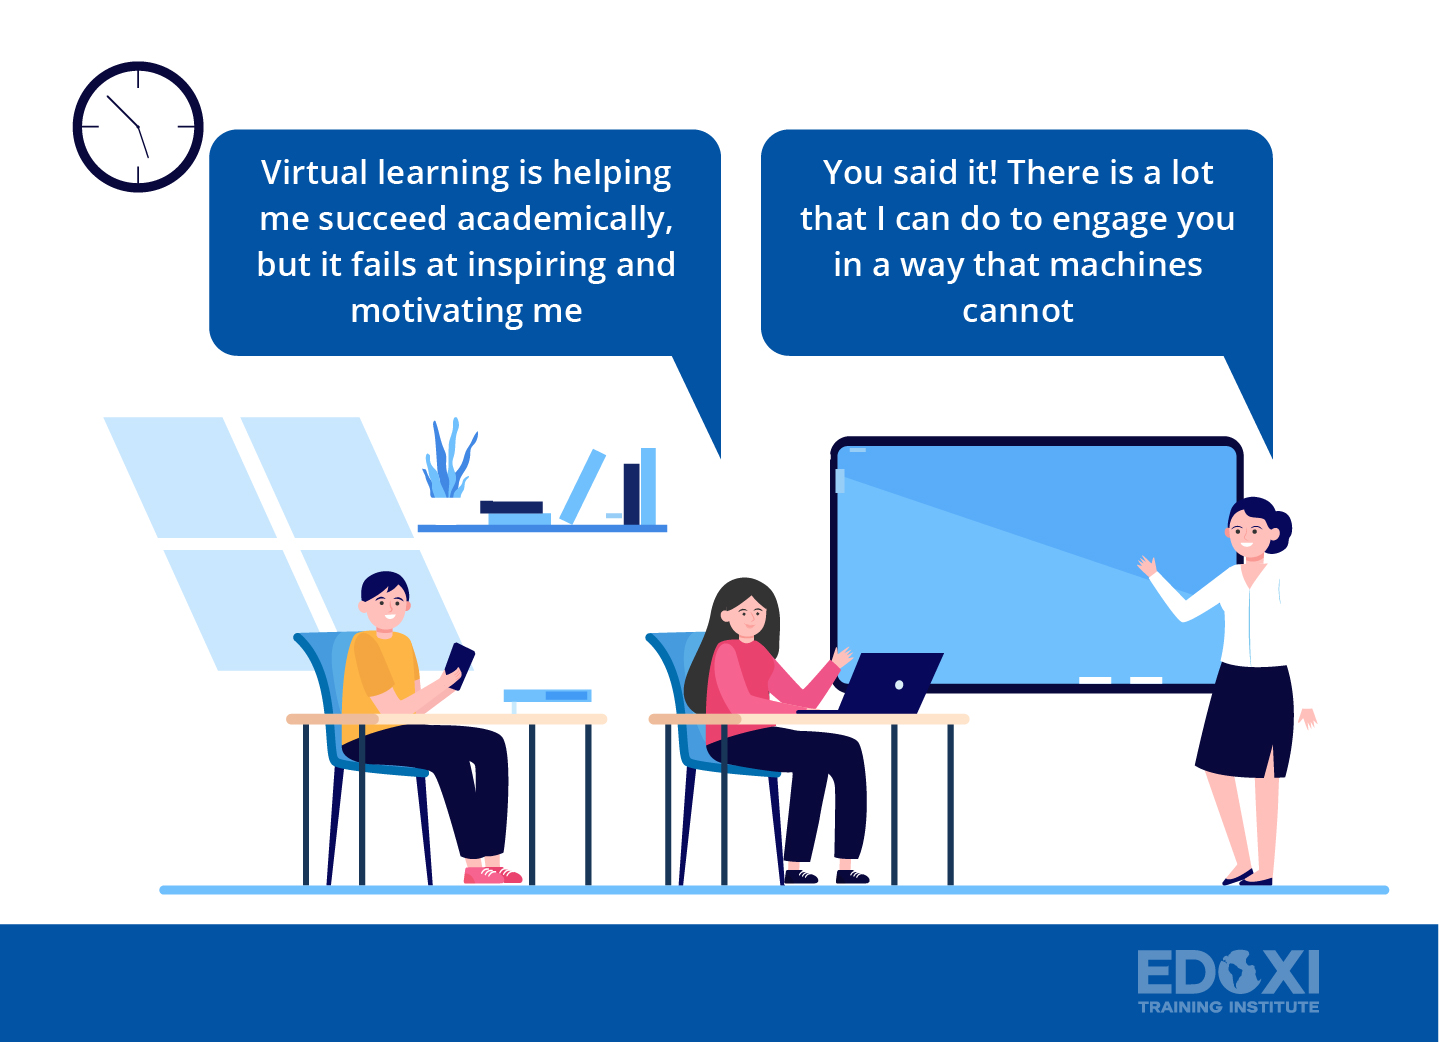 Virtual learning is helping
me succeed academically,
but it fails at inspiring and
motivating me
You said it! There is a lot
that I can do to engage you
in a way that machines
cannot
EDOXI
TRAINING INSTITUTE